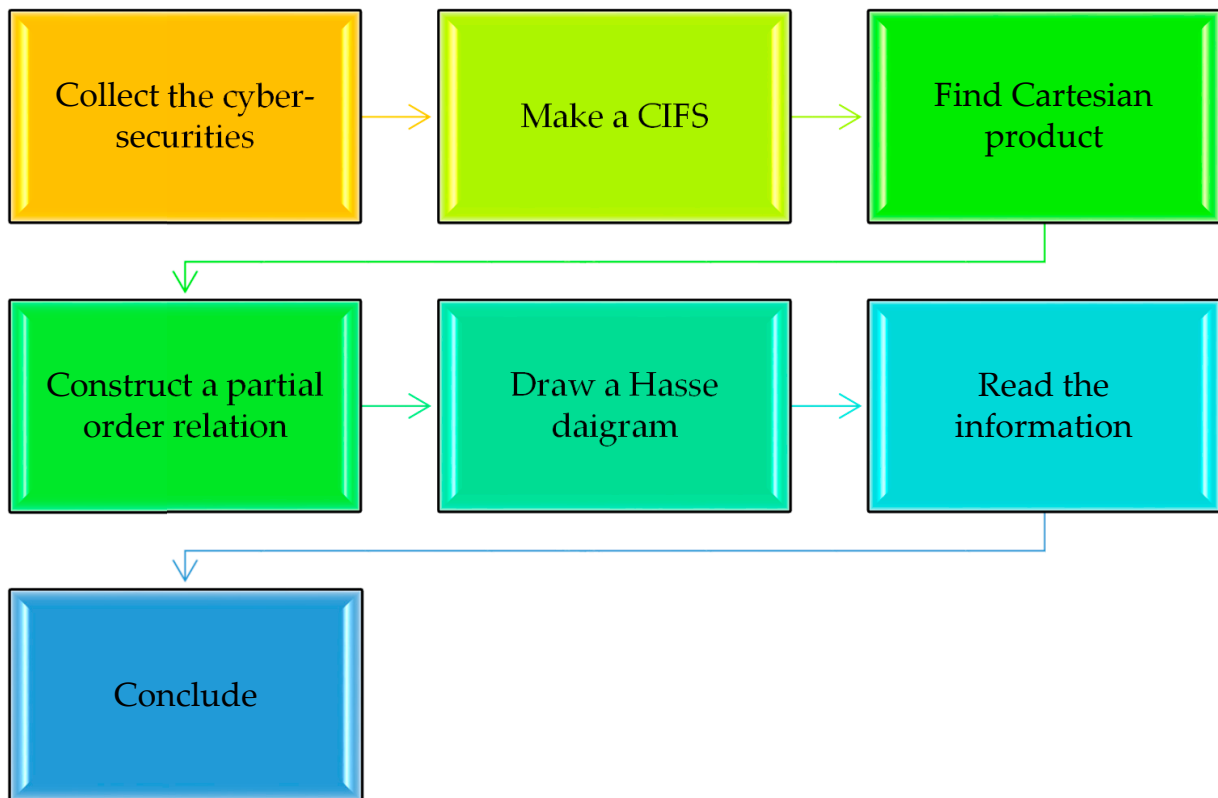 Collect the cyber-
securities
Make a CIFS
Find Cartesian
product
Construct a partial
order relation
Draw a Hasse
daigram
Read the
information
Conclude